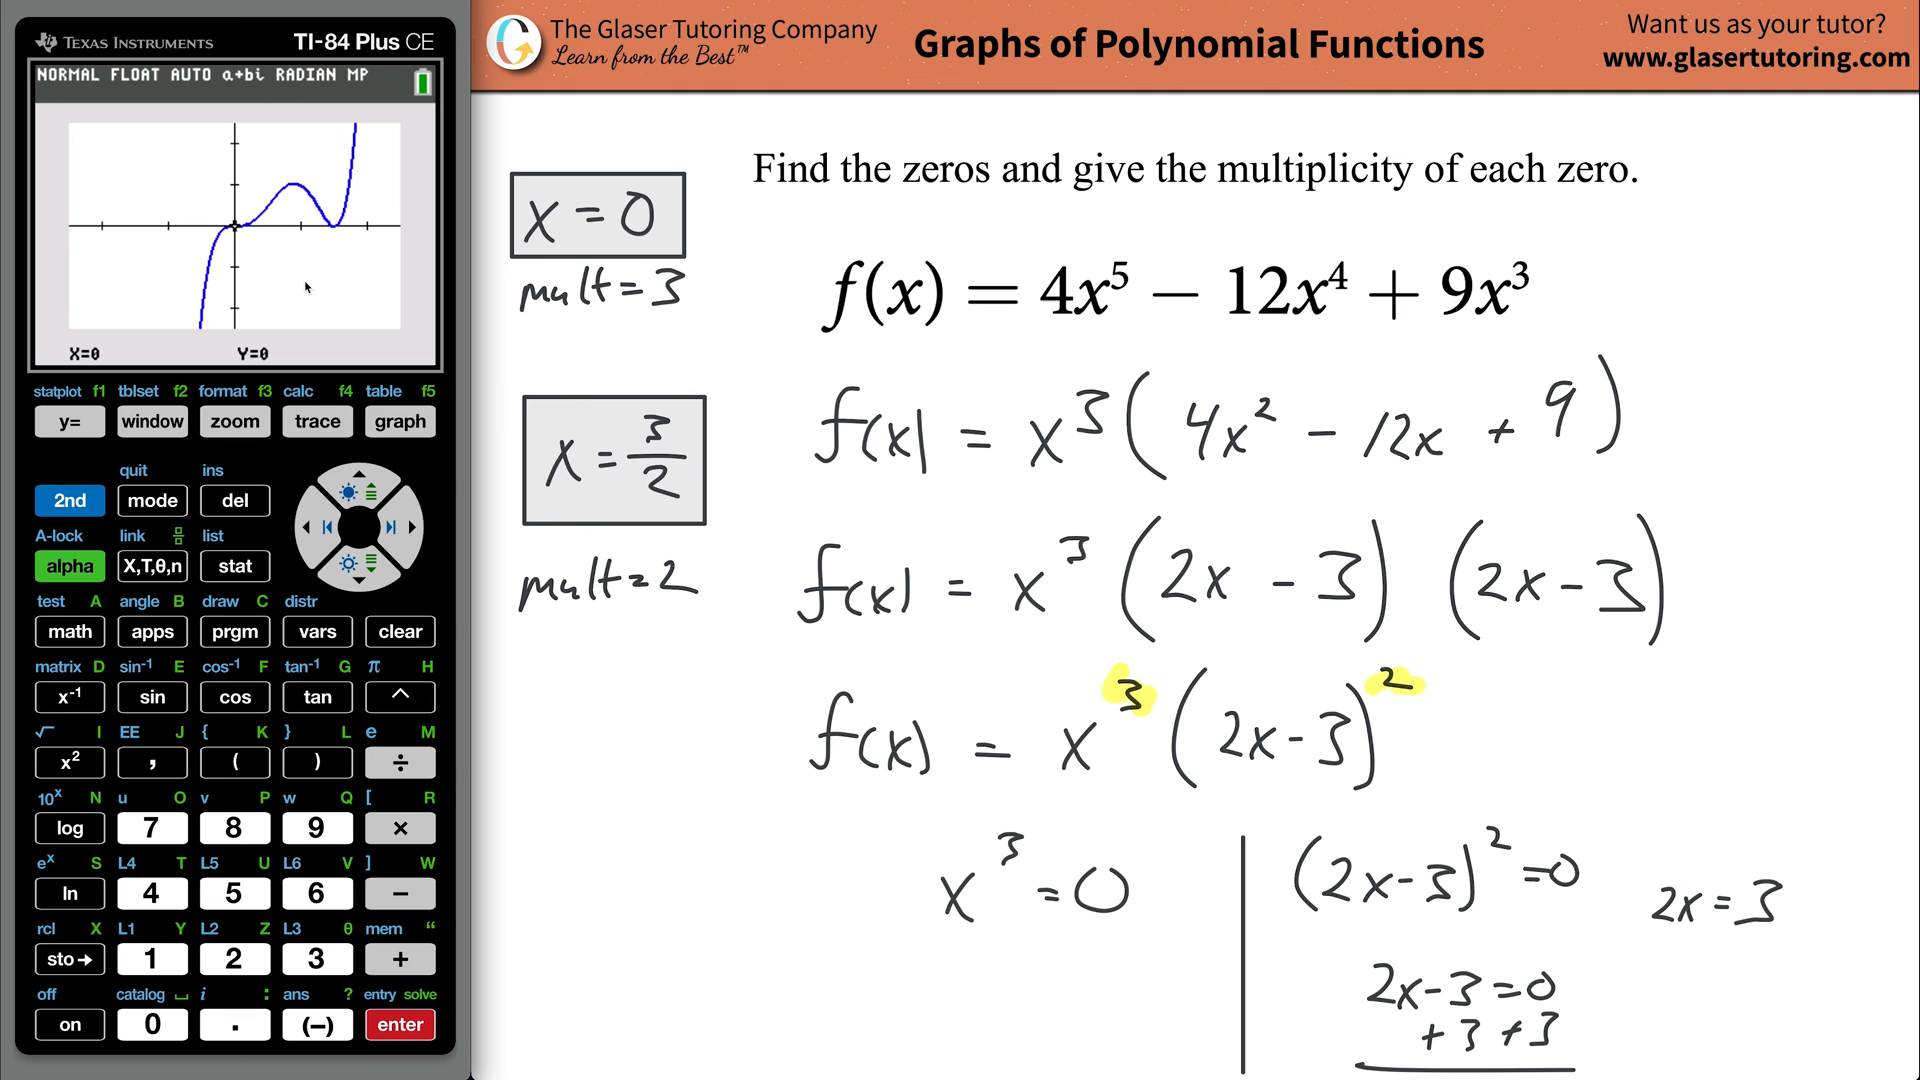 TEXAS INSTRUMENTS TI-84 Plus CE
NORMAL FLOAT AUTO a+bi RADIAN MP
X=0 Y=0
statplot f1 tblset f2 format f3 calc f4 table f5
y= window zoom trace graph
quit ins
2nd mode del
A-lock link list
alpha X,T,θ,n stat
test A angle B draw C distr
math apps prgm vars clear
matrix D sin⁻¹ E cos⁻¹ F tan⁻¹ G π H
x⁻¹ sin cos tan ^
√ I EE J { K } L e M
x² , ( ) ÷
10ˣ N u O v P w Q [ R
log 7 8 9 ×
eˣ S L4 T L5 U L6 V ] W
ln 4 5 6 −
rcl X L1 Y L2 Z L3 θ mem "
sto→ 1 2 3 +
off catalog ␣ i : ans ? entry solve
on 0 . (−) enter
The Glaser Tutoring Company
Learn from the Best™
Graphs of Polynomial Functions
Want us as your tutor?
www.glasertutoring.com
Find the zeros and give the multiplicity of each zero.
f(x) = 4x⁵ − 12x⁴ + 9x³
x = 0
mult = 3
x = 3/2
mult = 2
f(x) = x³(4x² − 12x + 9)
f(x) = x³(2x − 3)(2x − 3)
f(x) = x³(2x − 3)²
x³ = 0
(2x − 3)² = 0
2x − 3 = 0
+ 3 + 3
2x = 3